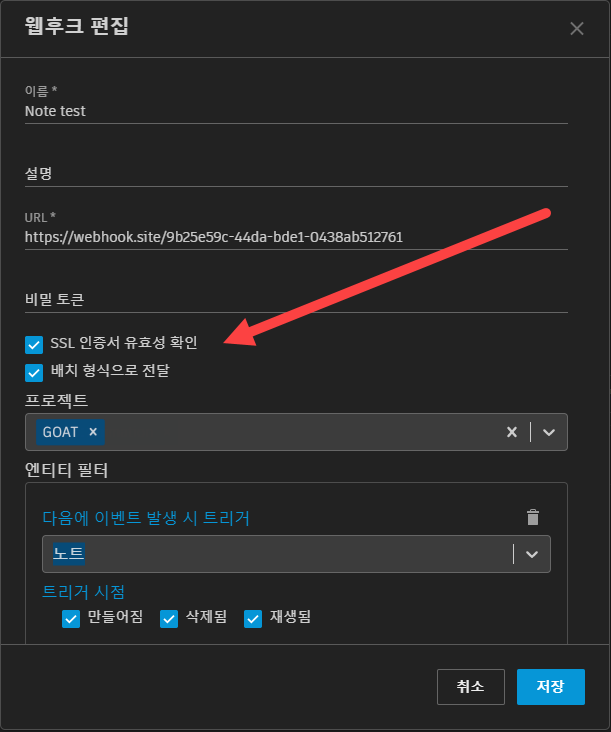 웹후크 편집
이름 *
Note test
설명
URL *
https://webhook.site/9b25e59c-44da-bde1-0438ab512761
비밀 토큰
SSL 인증서 유효성 확인
배치 형식으로 전달
프로젝트
GOAT
엔티티 필터
다음에 이벤트 발생 시 트리거
노트
트리거 시점
만들어짐 삭제됨 재생됨
취소 저장